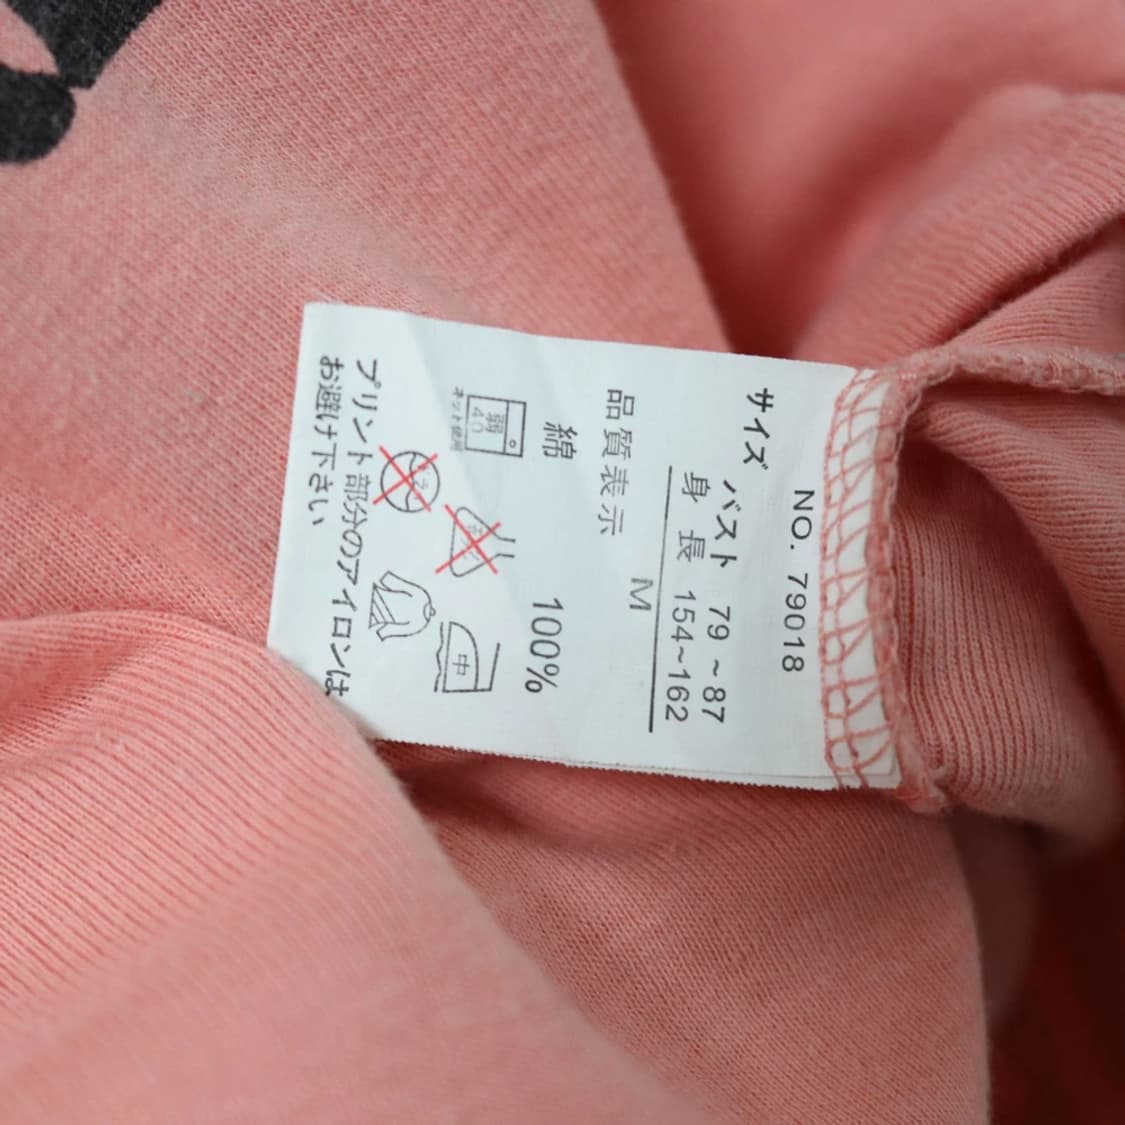 NO. 79018
サイズ
バスト 79~87
身長 154~162
M
品質表示
綿 100%
弱
40
ネット使用
中
プリント部分のアイロンは
お避け下さい